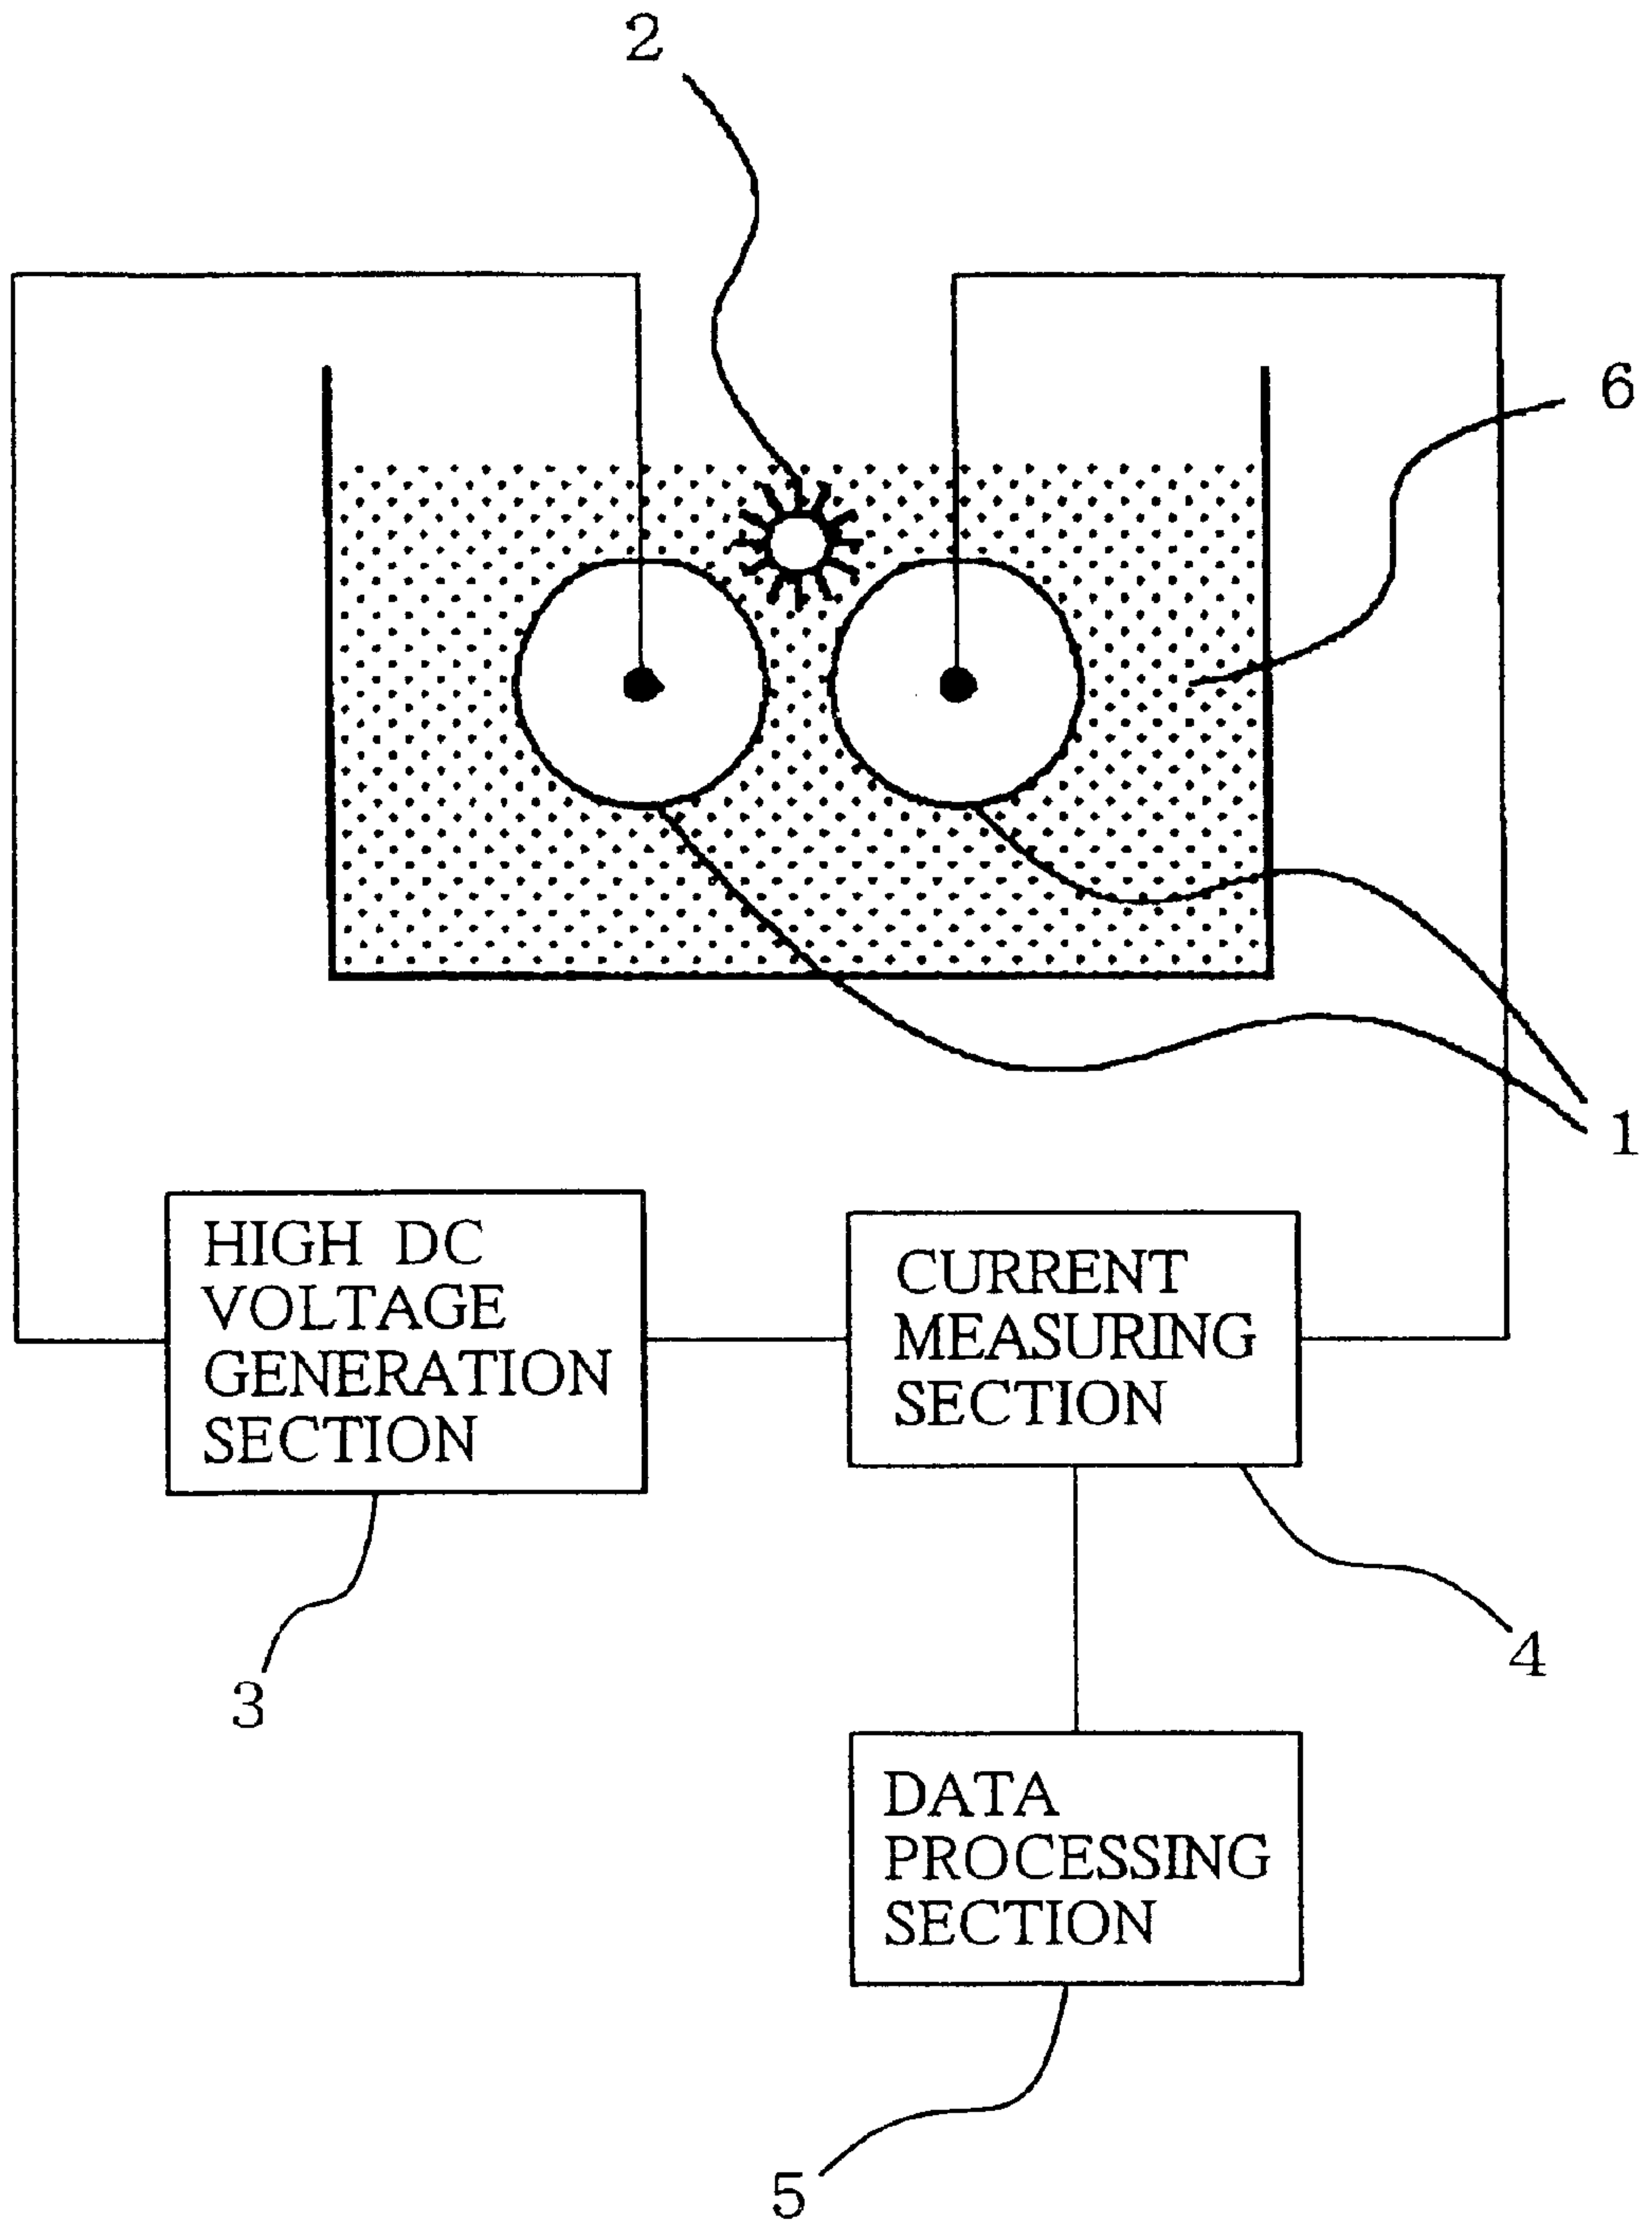 2
6
1
HIGH DC
VOLTAGE
GENERATION
SECTION
CURRENT
MEASURING
SECTION
3
4
DATA
PROCESSING
SECTION
5